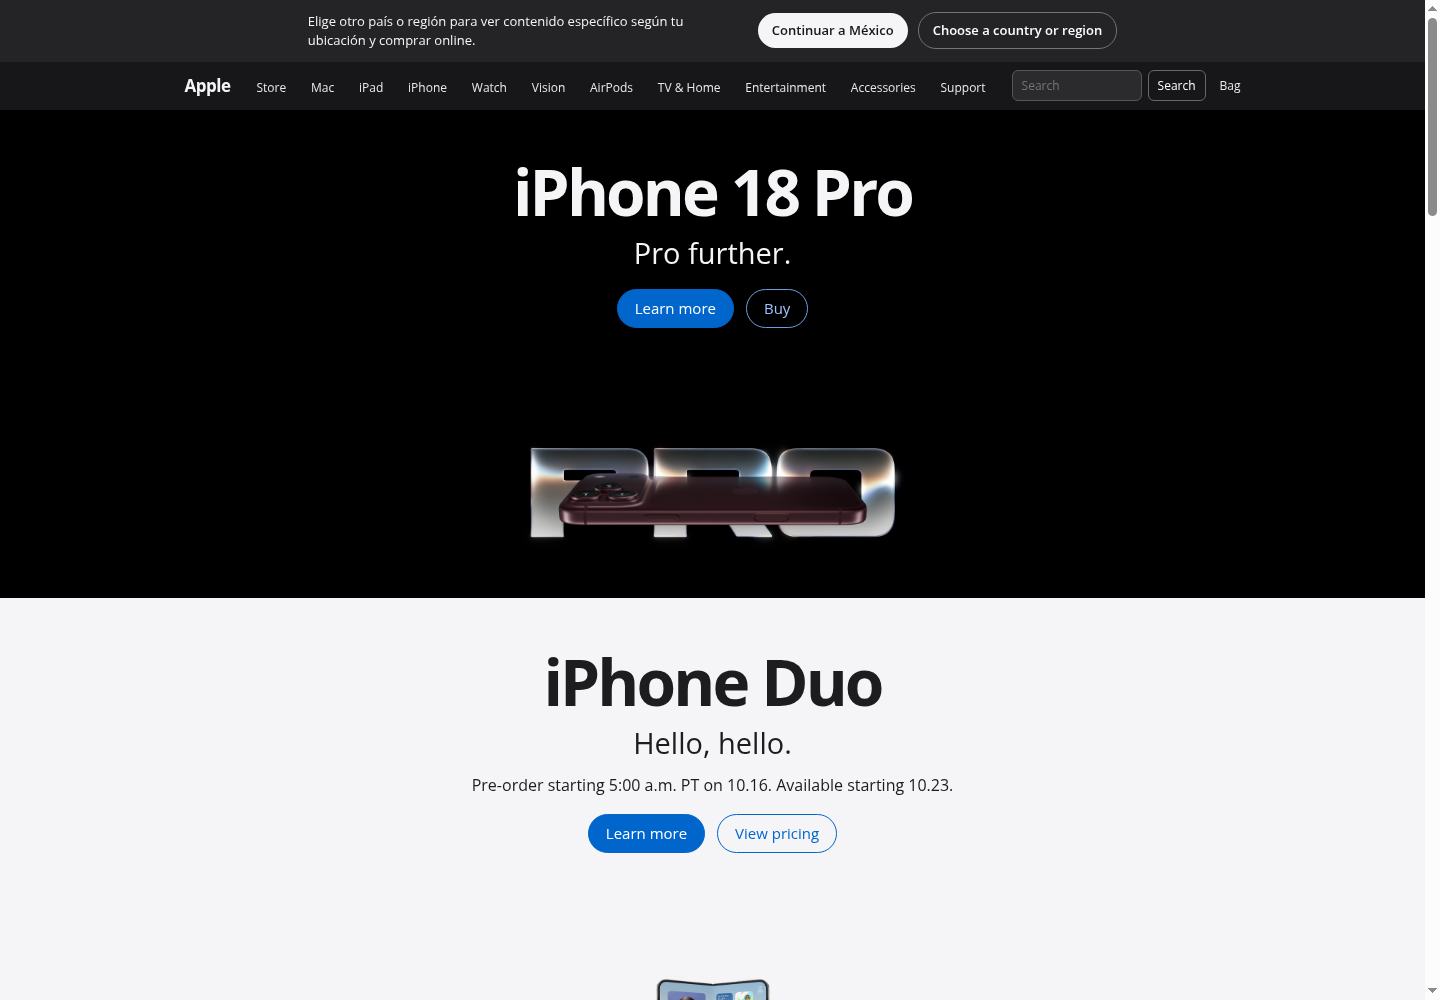 Elige otro país o región para ver contenido específico según tu
ubicación y comprar online.
Continuar a México
Choose a country or region
Apple Store Mac iPad iPhone Watch Vision AirPods TV & Home Entertainment Accessories Support Search Search Bag
iPhone 18 Pro
Pro further.
Learn more Buy
PRO
iPhone Duo
Hello, hello.
Pre-order starting 5:00 a.m. PT on 10.16. Available starting 10.23.
Learn more View pricing